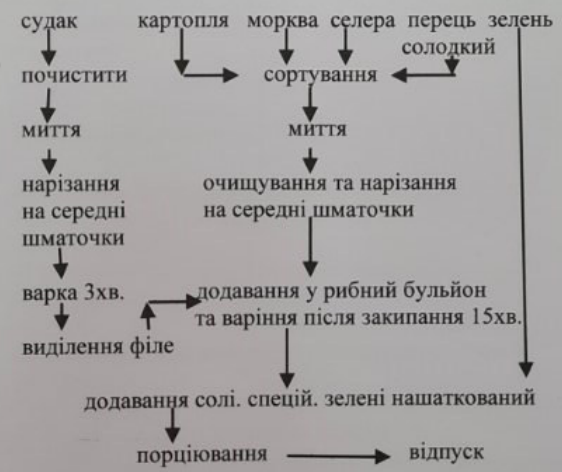 судак картопля морква селера перець зелень
солодкий
почистити сортування
миття миття
нарізання очищування та нарізання
на середні на середні шматочки
шматочки
варка 3хв. додавання у рибний бульйон
та варіння після закипання 15хв.
виділення філе
додавання солі. спецій. зелені нашаткований
порціювання відпуск